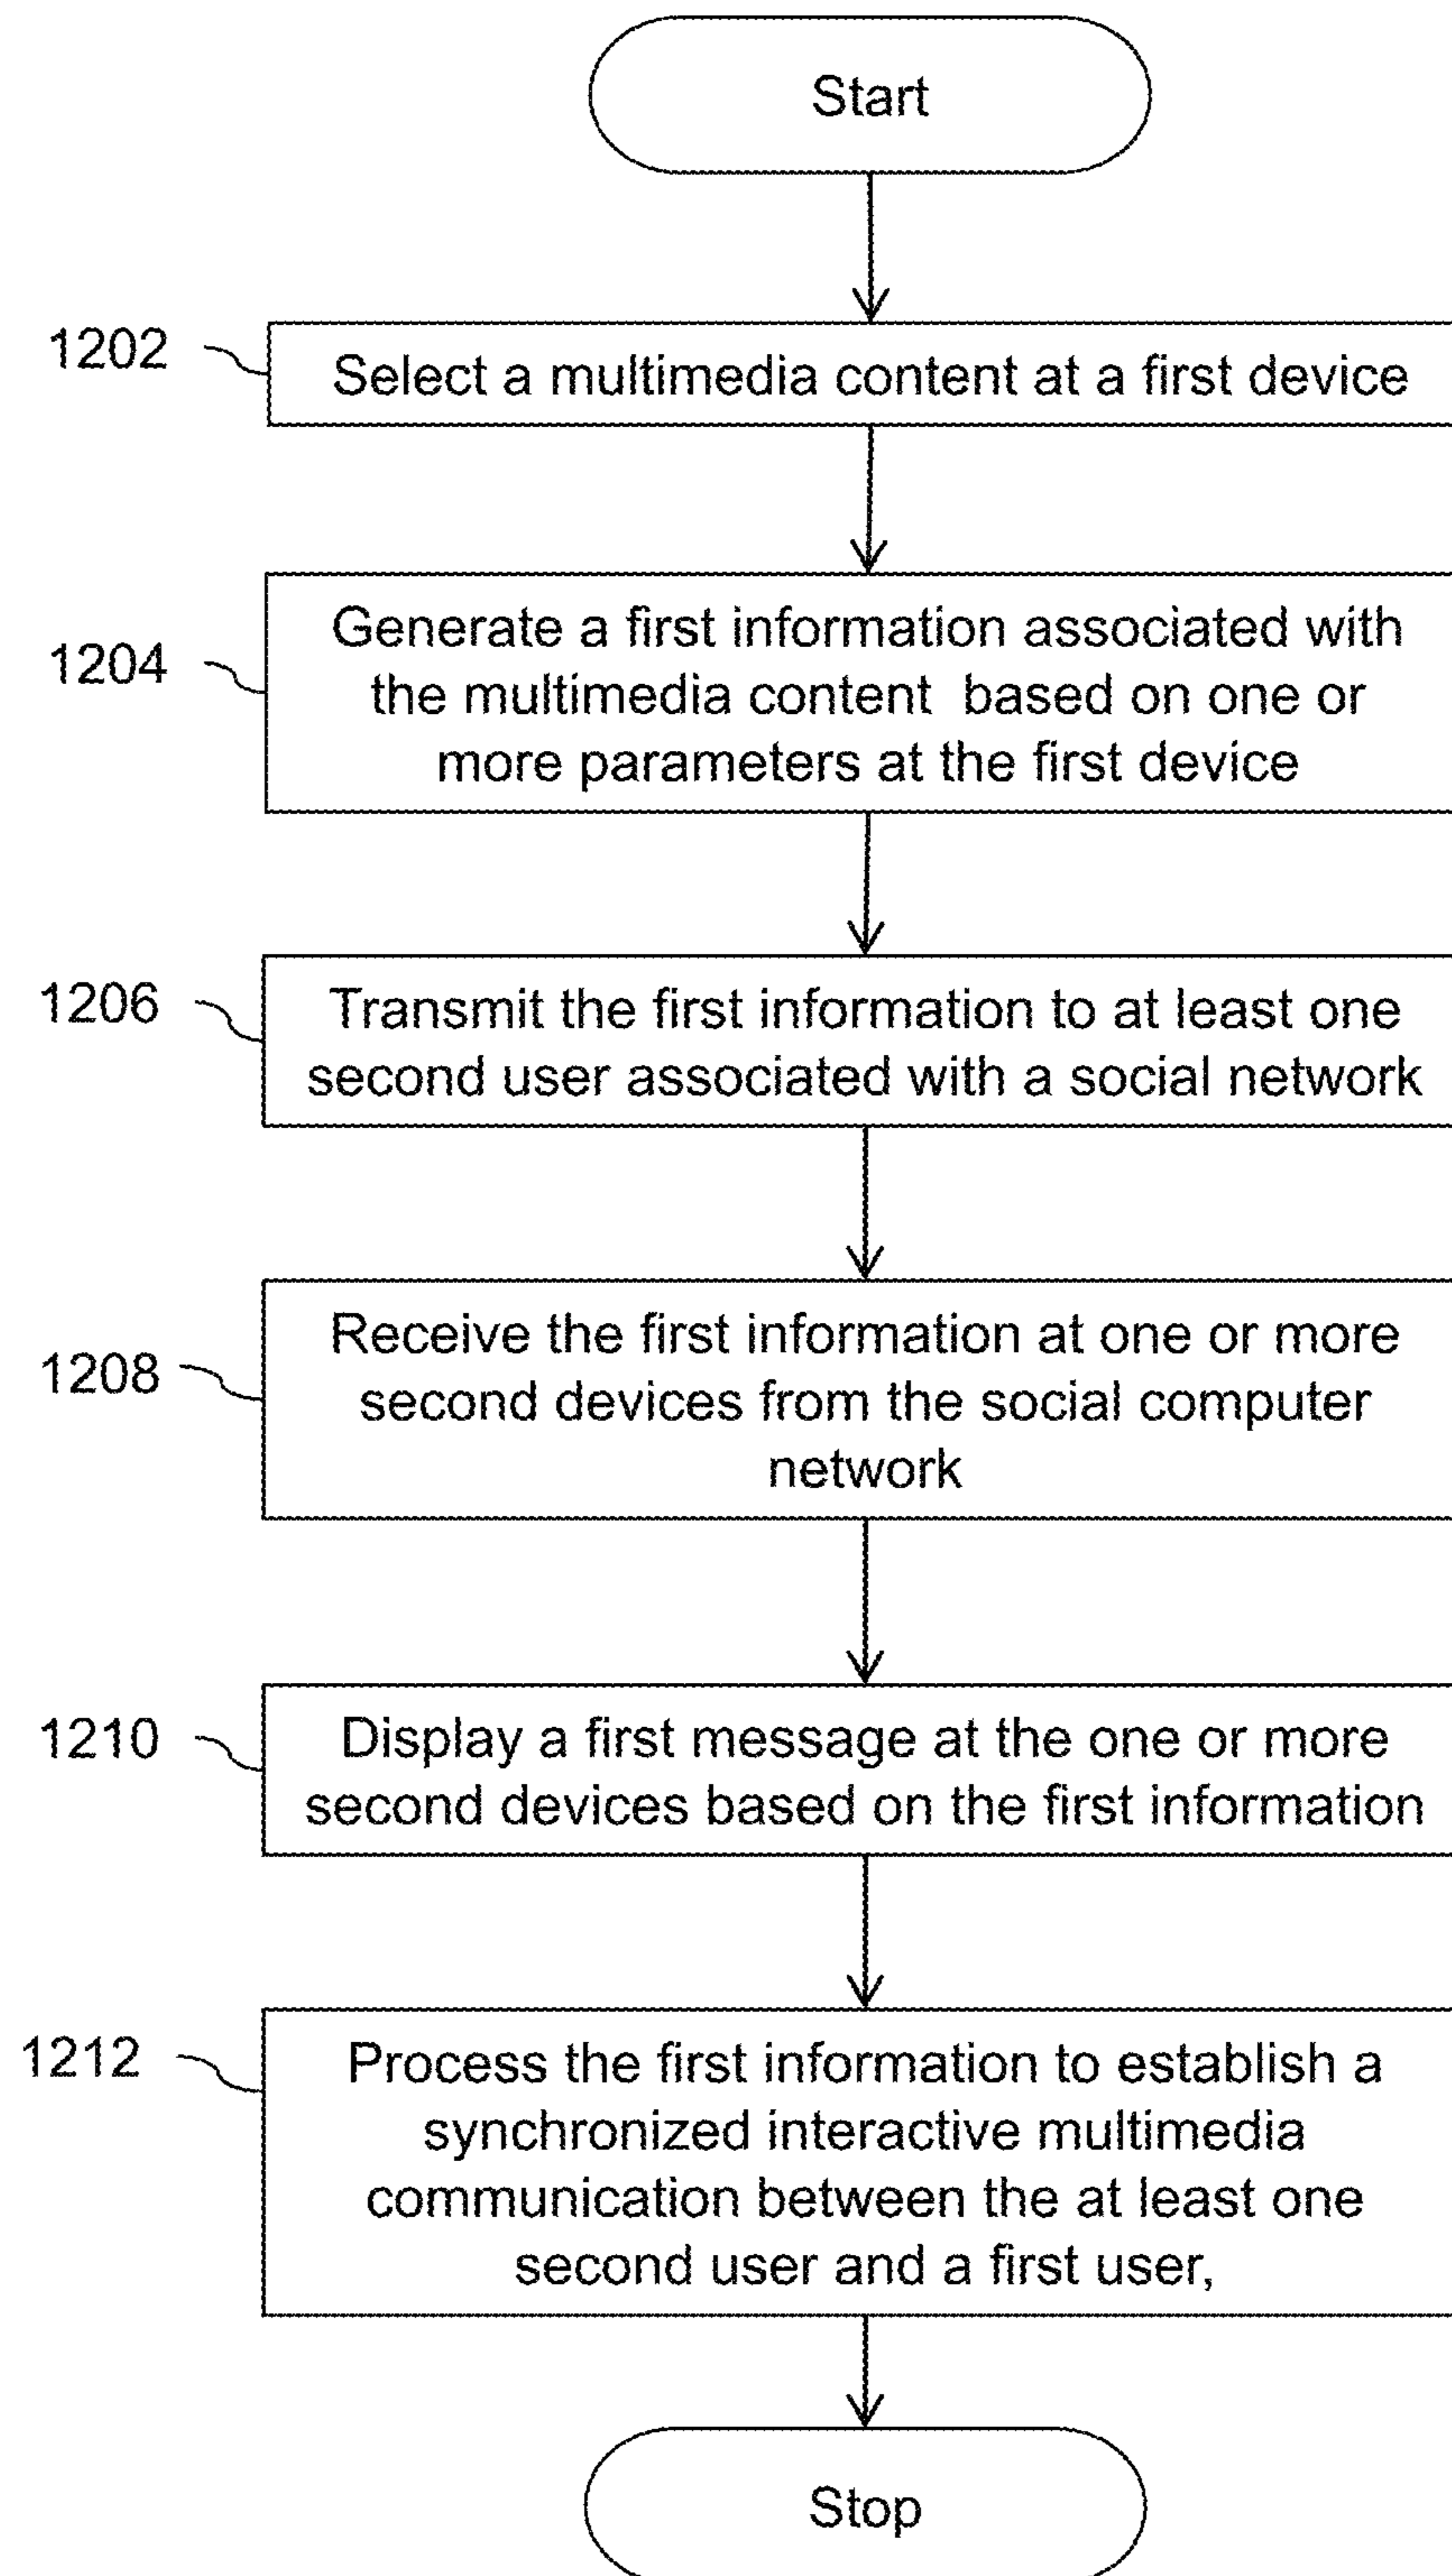 Start
1202
Select a multimedia content at a first device
1204
Generate a first information associated with
the multimedia content based on one or
more parameters at the first device
1206
Transmit the first information to at least one
second user associated with a social network
1208
Receive the first information at one or more
second devices from the social computer
network
1210
Display a first message at the one or more
second devices based on the first information
1212
Process the first information to establish a
synchronized interactive multimedia
communication between the at least one
second user and a first user,
Stop